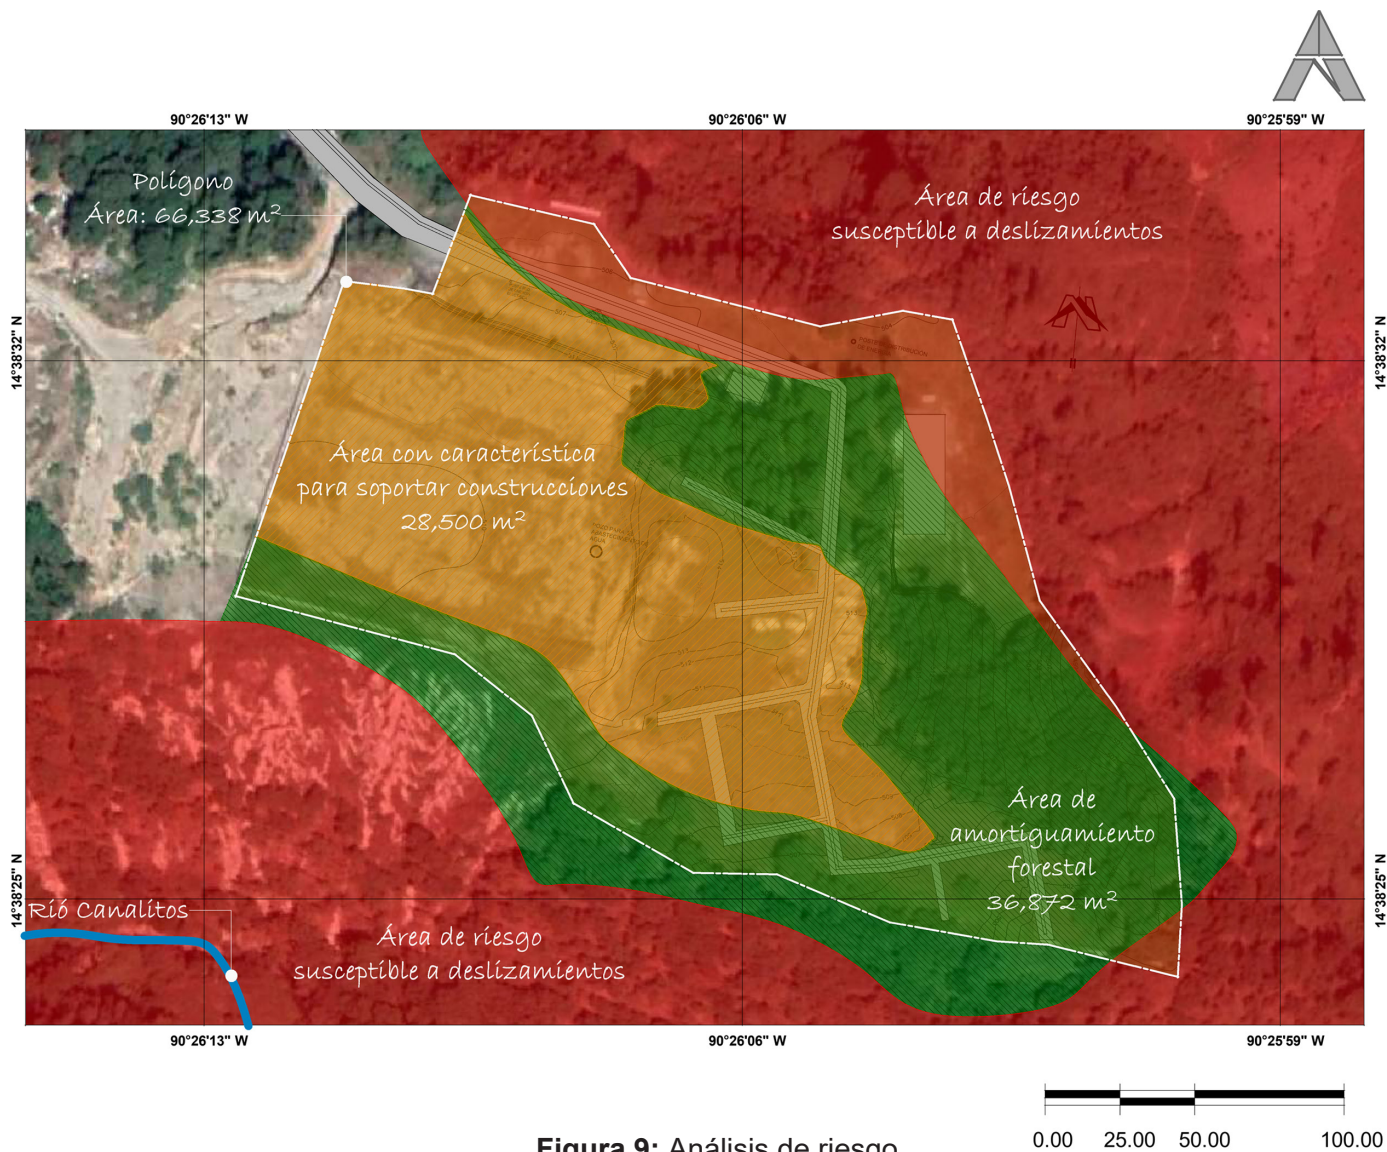 90°26'13" W
90°26'06" W
90°25'59" W
Polígono
Área: 66,338 m²
Área de riesgo
susceptible a deslizamientos
14°38'32" N
14°38'32" N
Área con característica
para soportar construcciones
28,500 m²
Área de
amortiguamiento
forestal
36,872 m²
14°38'25" N
14°38'25" N
Rió Canalitos
Área de riesgo
susceptible a deslizamientos
90°26'13" W
90°26'06" W
90°25'59" W
0.00 25.00 50.00 100.00
Figura 9: Análisis de riesgo